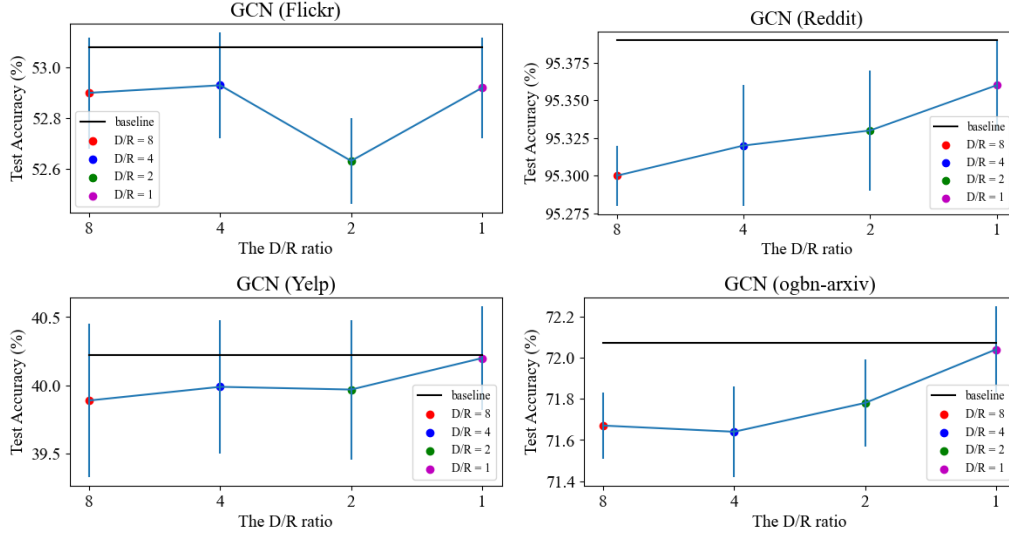 GCN (Flickr)
Test Accuracy (%)
53.0
52.8
52.6
baseline
D/R = 8
D/R = 4
D/R = 2
D/R = 1
8
4
2
1
The D/R ratio
GCN (Reddit)
Test Accuracy (%)
95.375
95.350
95.325
95.300
95.275
baseline
D/R = 8
D/R = 4
D/R = 2
D/R = 1
8
4
2
1
The D/R ratio
GCN (Yelp)
Test Accuracy (%)
40.5
40.0
39.5
baseline
D/R = 8
D/R = 4
D/R = 2
D/R = 1
8
4
2
1
The D/R ratio
GCN (ogbn-arxiv)
Test Accuracy (%)
72.2
72.0
71.8
71.6
71.4
baseline
D/R = 8
D/R = 4
D/R = 2
D/R = 1
8
4
2
1
The D/R ratio